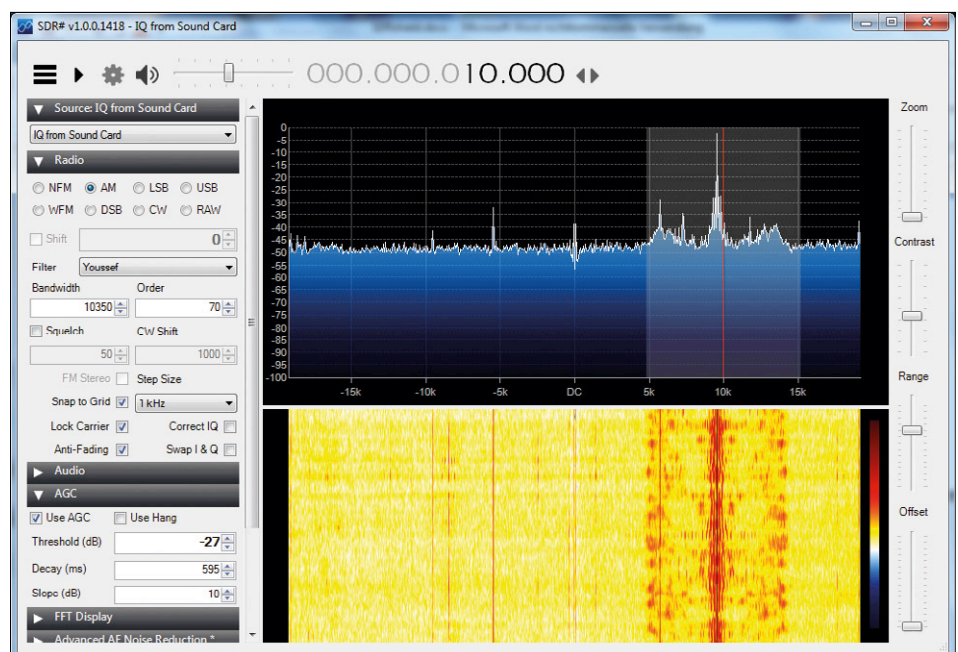 SDR# v1.0.0.1418 - IQ from Sound Card
000.000.010.000
Source: IQ from Sound Card
IQ from Sound Card
Radio
NFM AM LSB USB
WFM DSB CW RAW
Shift 0
Filter Youssef
Bandwidth Order
10350 70
Squelch CW Shift
50 1000
FM Stereo Step Size
Snap to Grid 1 kHz
Lock Carrier Correct IQ
Anti-Fading Swap I & Q
Audio
AGC
Use AGC Use Hang
Threshold (dB) -27
Decay (ms) 595
Slope (dB) 10
FFT Display
Advanced AF Noise Reduction *
0
-5
-10
-15
-20
-25
-30
-35
-40
-45
-50
-55
-60
-65
-70
-75
-80
-85
-90
-95
-100
-15k -10k -5k DC 5k 10k 15k
Zoom
Contrast
Range
Offset